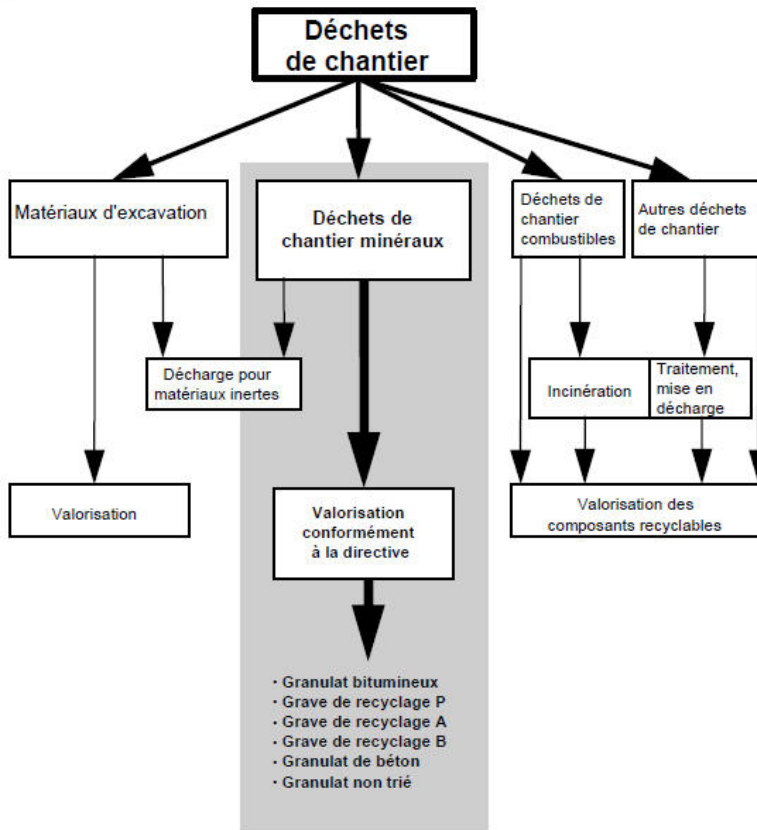 Déchets
de chantier
Matériaux d'excavation
Déchets de
chantier minéraux
Déchets de
chantier
combustibles
Autres déchets
de chantier
Décharge pour
matériaux inertes
Incinération
Traitement,
mise en
décharge
Valorisation
Valorisation
conformément
à la directive
Valorisation des
composants recyclables
· Granulat bitumineux
· Grave de recyclage P
· Grave de recyclage A
· Grave de recyclage B
· Granulat de béton
· Granulat non trié